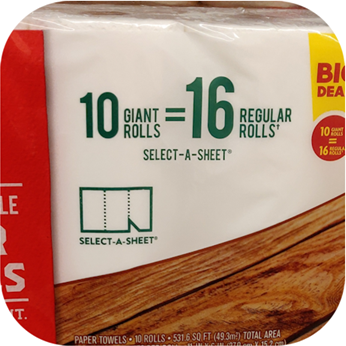 10 GIANT ROLLS = 16 REGULAR ROLLS†
SELECT-A-SHEET®
BIG
DEA
10 GIANT ROLLS
=
16 REGULAR
SELECT-A-SHEET®
PAPER TOWELS • 10 ROLLS • 531.6 SQ FT (49.3m²) TOTAL AREA